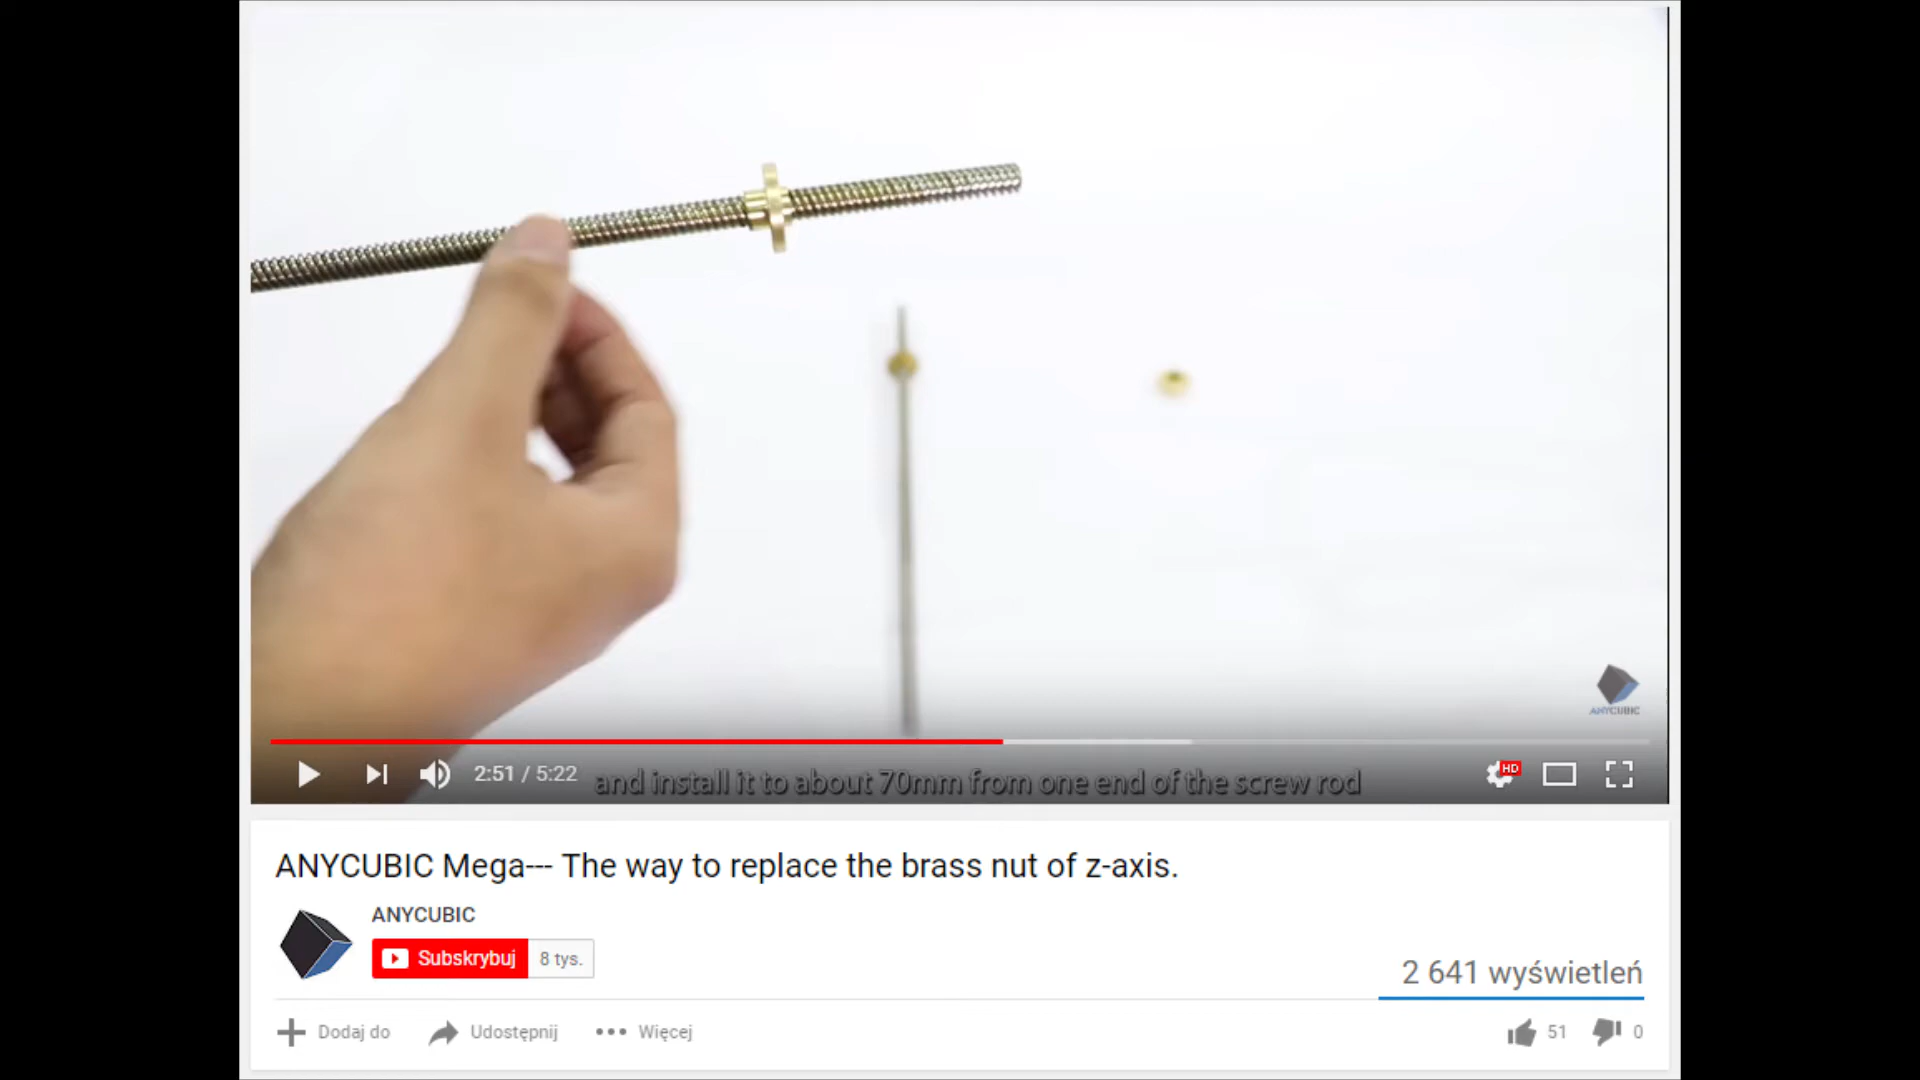 ANYCUBIC
HD
2:51 / 5:22
and install it to about 70mm from one end of the screw rod
ANYCUBIC Mega--- The way to replace the brass nut of z-axis.
ANYCUBIC
Subskrybuj
8 tys.
2 641 wyświetleń
Dodaj do
Udostępnij
Więcej
51
0